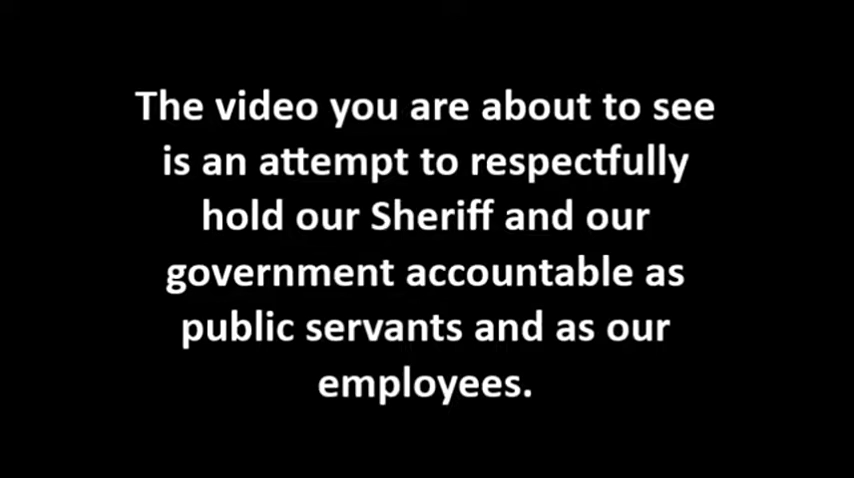 The video you are about to see
is an attempt to respectfully
hold our Sheriff and our
government accountable as
public servants and as our
employees.